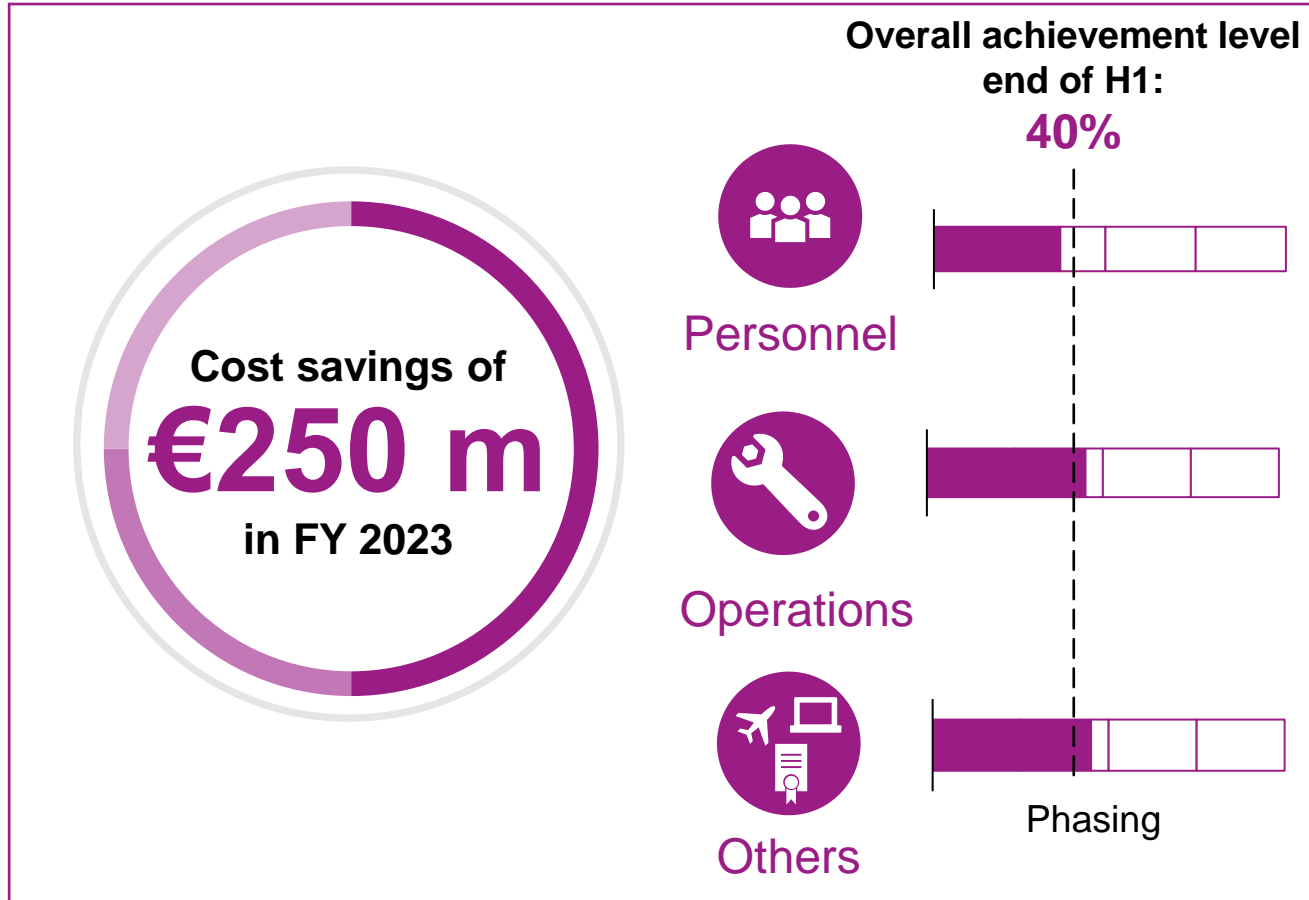 Overall achievement level
end of H1:
40%
Cost savings of
€250 m
in FY 2023
Personnel
Operations
Others
Phasing